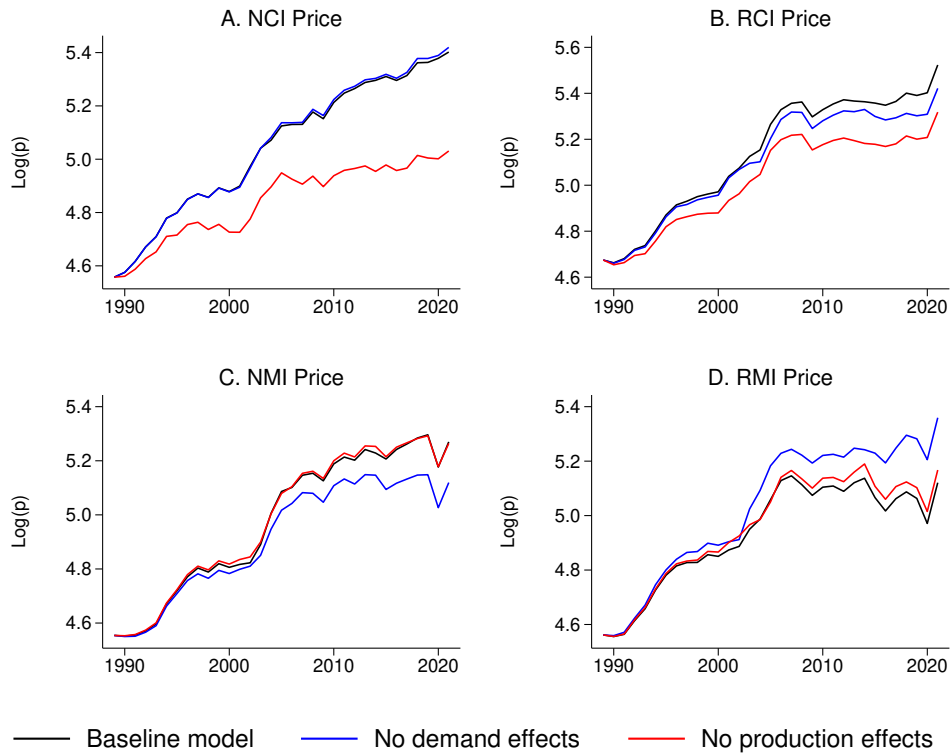 A. NCI Price
Log(p)
5.4
5.2
5.0
4.8
4.6
1990 2000 2010 2020
B. RCI Price
Log(p)
5.6
5.4
5.2
5.0
4.8
4.6
1990 2000 2010 2020
C. NMI Price
Log(p)
5.4
5.2
5.0
4.8
4.6
1990 2000 2010 2020
D. RMI Price
Log(p)
5.4
5.2
5.0
4.8
4.6
1990 2000 2010 2020
Baseline model No demand effects No production effects